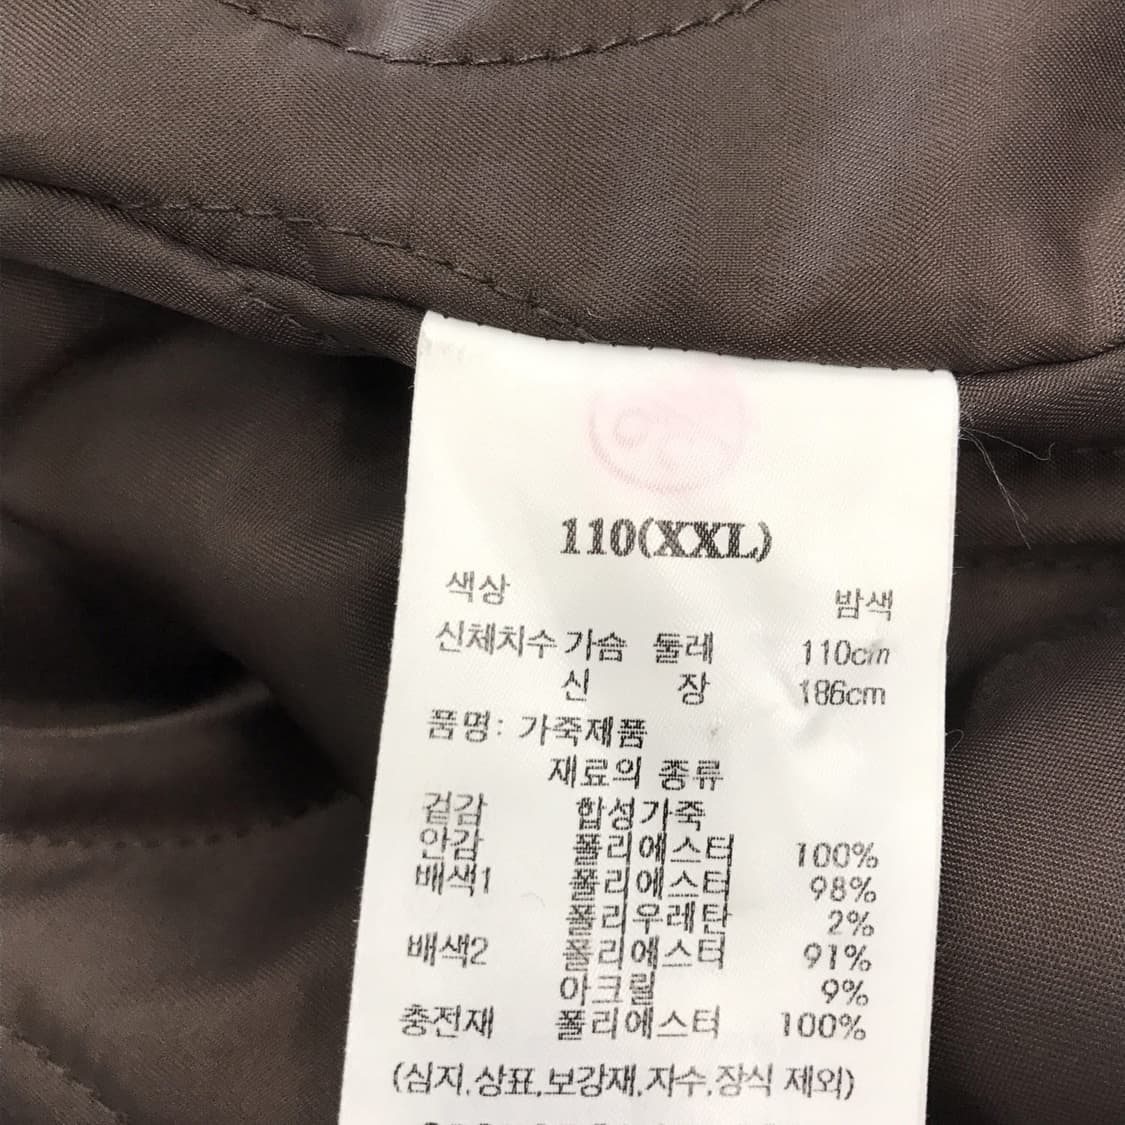 110(XXL)
색상 밤색
신체치수 가슴 둘레 110cm
신 장 186cm
품명: 가죽제품
재료의 종류
겉감 합성가죽
안감 폴리에스터 100%
배색1 폴리에스터 98%
폴리우레탄 2%
배색2 폴리에스터 91%
아크릴 9%
충전재 폴리에스터 100%
(심지,상표,보강재,자수,장식 제외)